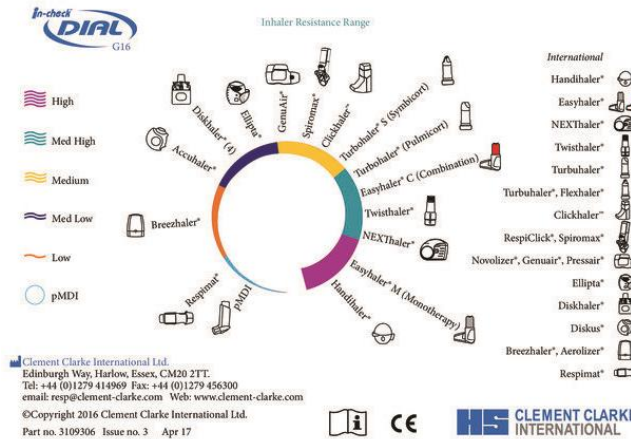 in-check
DIAL
G16
Inhaler Resistance Range
High
Med High
Medium
Med Low
Low
pMDI
pMDI
Respimat*
Breezhaler*
Accuhaler*
Diskhaler* (4)
Ellipta*
GenuAir*
Spiromax*
Clickhaler™
Turbohaler* S (Symbicort)
Turbohaler* (Pulmicort)
Easyhaler* C (Combination)
Twisthaler*
NEXThaler*
Easyhaler* M (Monotherapy)
Handihaler*
International
Handihaler*
Easyhaler*
NEXThaler*
Twisthaler*
Turbuhaler*
Turbuhaler*, Flexhaler*
Clickhaler*
RespiClick*, Spiromax*
Novolizer*, Genuair*, Pressair*
Ellipta*
Diskhaler*
Diskus*
Breezhaler*, Aerolizer*
Respimat*
Clement Clarke International Ltd.
Edinburgh Way, Harlow, Essex, CM20 2TT.
Tel: +44 (0)1279 414969 Fax: +44 (0)1279 456300
email: resp@clement-clarke.com Web: www.clement-clarke.com
©Copyright 2016 Clement Clarke International Ltd.
Part no. 3109306 Issue no. 3 Apr 17
i
CE
HS CLEMENT CLARKE
INTERNATIONAL